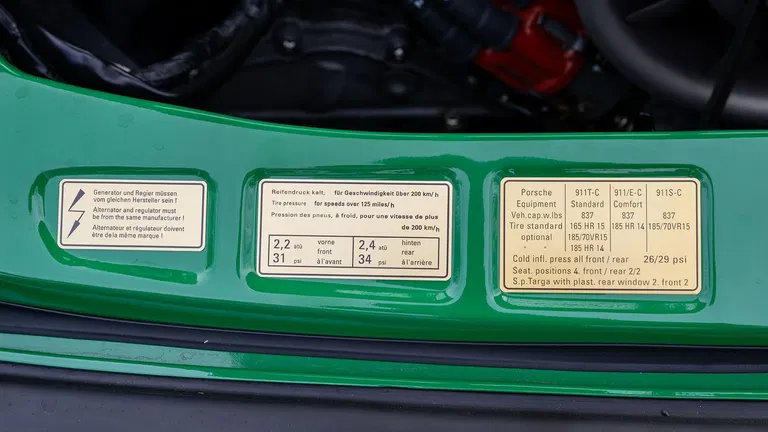 Generator und Regler müssen
vom gleichen Hersteller sein !
Alternator and regulator must
be from the same manufacturer !
Alternateur et régulateur doivent
être de la même marque !
Reifendruck kalt, für Geschwindigkeit über 200 km/h
Tire pressure for speeds over 125 miles/h
Pression des pneus, à froid, pour une vitesse de plus
de 200 km/h
2,2 atü vorne 2,4 atü hinten
31 psi front 34 psi rear
à l'avant à l'arrière
Porsche 911T-C 911/E-C 911S-C
Equipment Standard Comfort
Veh.cap.w.lbs 837 837 837
Tire standard 165 HR 15 185 HR 14 185/70VR15
optional 185/70VR15
" 185 HR 14
Cold infl. press all front / rear 26/29 psi
Seat. positions 4. front / rear 2/2
S.p.Targa with plast. rear window 2. front 2